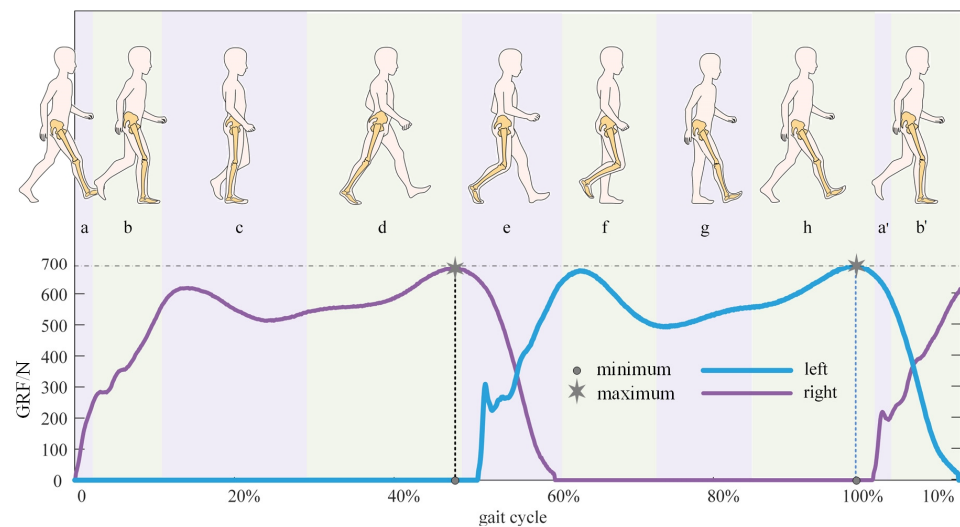 a b c d e f g h a' b'
700
600
500
400
300
200
100
0
GRF/N
minimum left
maximum right
0 20% 40% 60% 80% 100% 10%
gait cycle